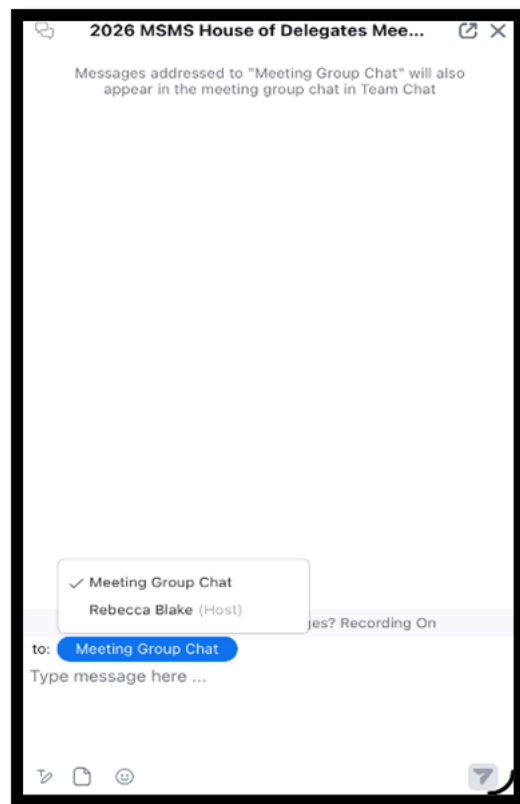 2026 MSMS House of Delegates Mee...
Messages addressed to "Meeting Group Chat" will also
appear in the meeting group chat in Team Chat
Meeting Group Chat
Rebecca Blake (Host)
Recording On
to: Meeting Group Chat
Type message here ...